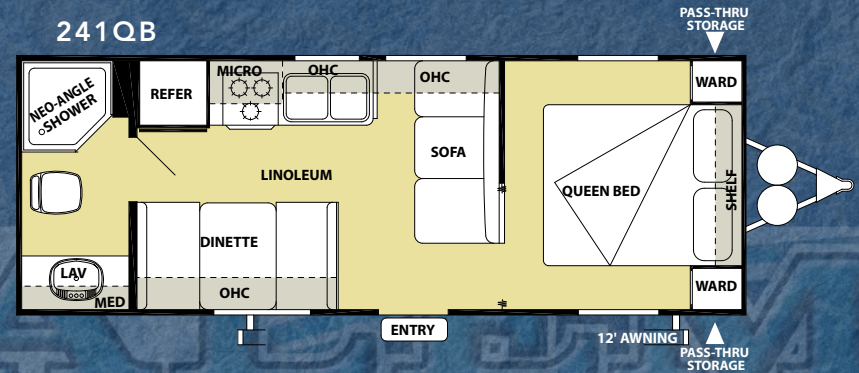 241QB
PASS-THRU
STORAGE
NEO-ANGLE
SHOWER
REFER
MICRO
OHC
OHC
WARD
SOFA
LINOLEUM
QUEEN BED
SHELF
DINETTE
LAV
MED
OHC
WARD
ENTRY
12' AWNING
PASS-THRU
STORAGE